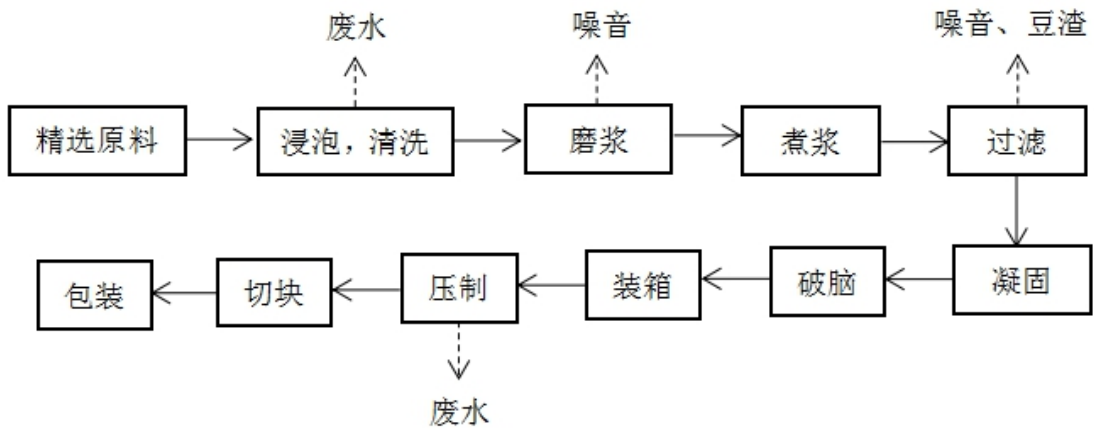 废水
噪音
噪音、豆渣
精选原料
浸泡，清洗
磨浆
煮浆
过滤
包装
切块
压制
装箱
破脑
凝固
废水